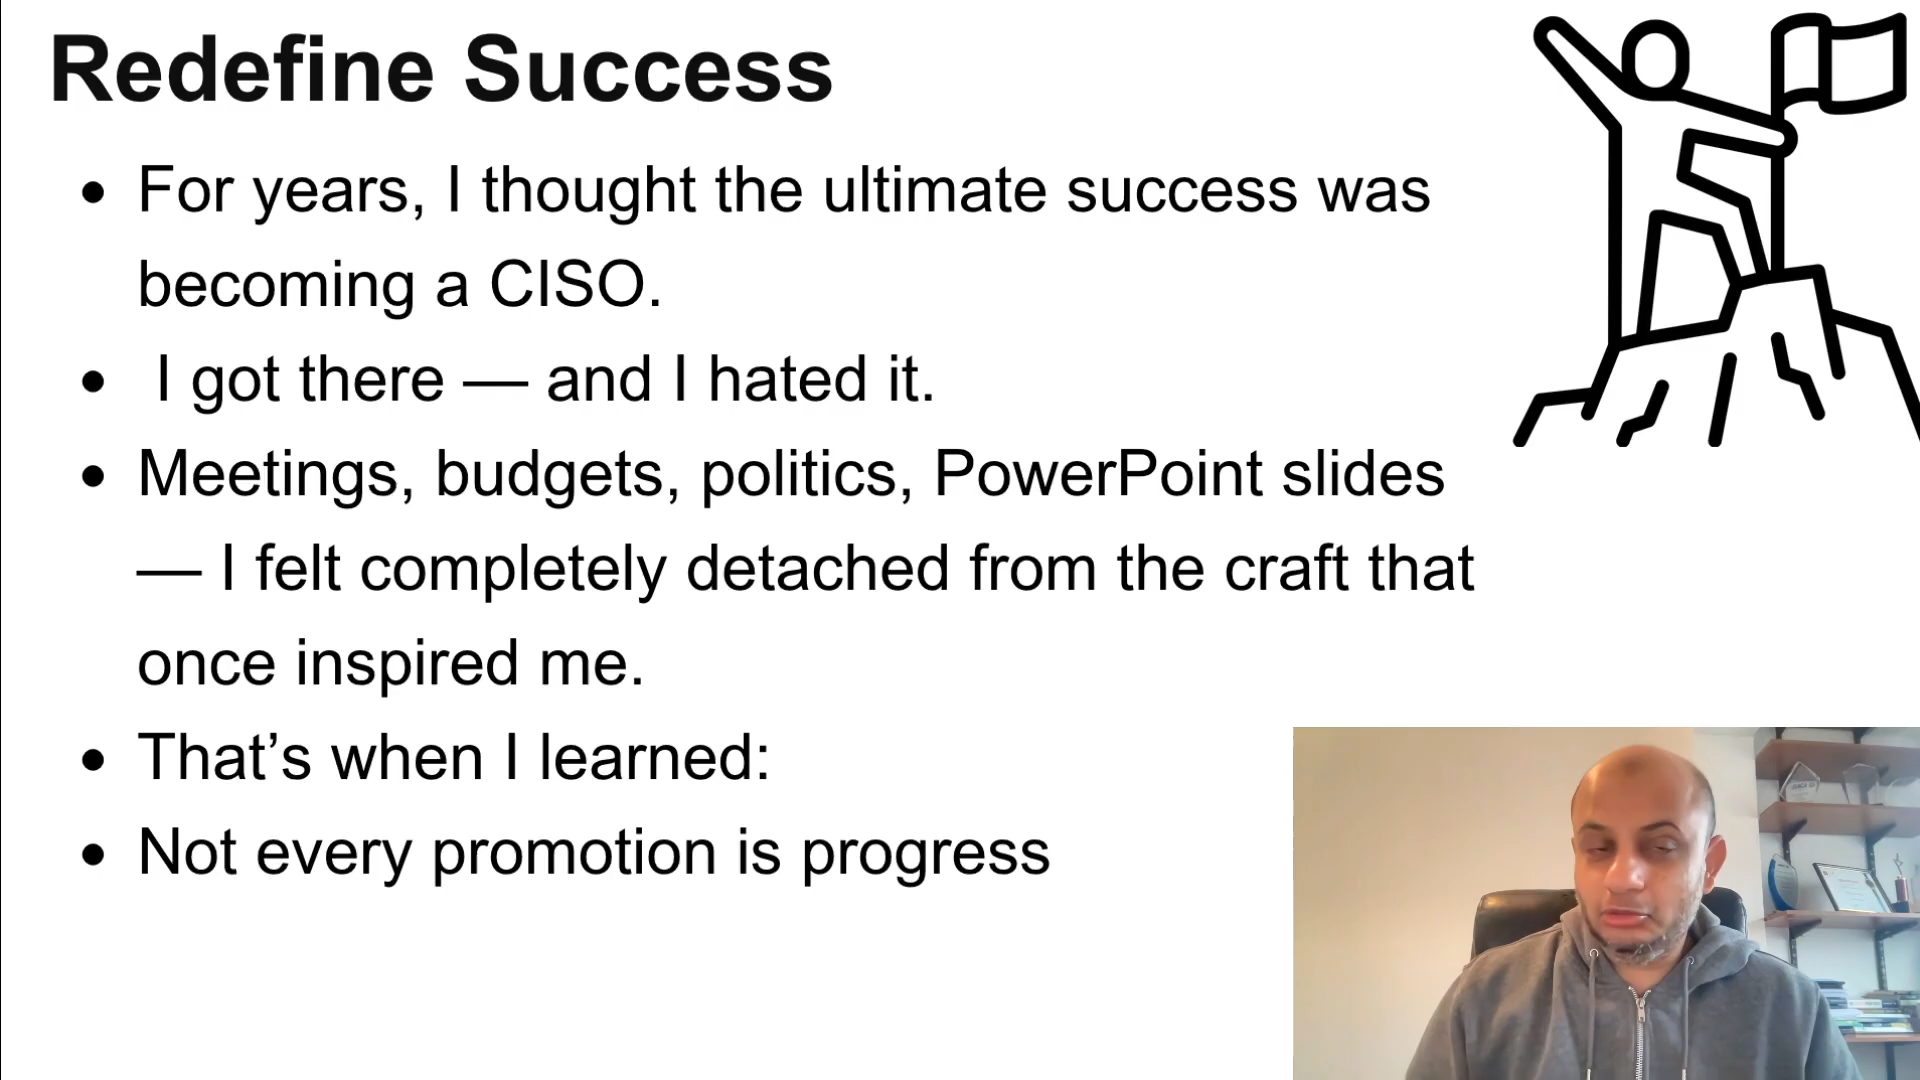 Redefine Success
• For years, I thought the ultimate success was
becoming a CISO.
• I got there — and I hated it.
• Meetings, budgets, politics, PowerPoint slides
— I felt completely detached from the craft that
once inspired me.
• That’s when I learned:
• Not every promotion is progress